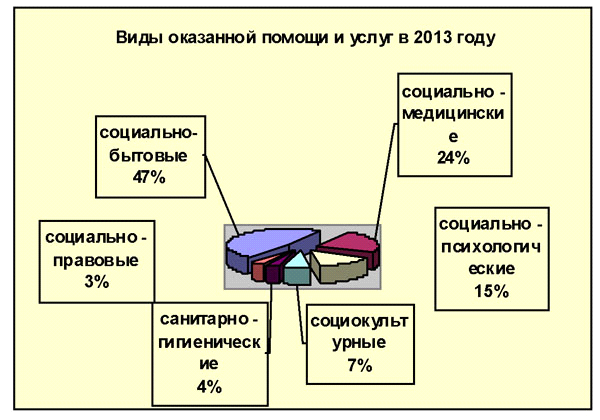 Виды оказанной помощи и услуг в 2013 году
социально-
бытовые
47%
социально -
медицински
е
24%
социально -
правовые
3%
социально -
психологич
еские
15%
санитарно -
гигиеническ
ие
4%
социокульт
урные
7%